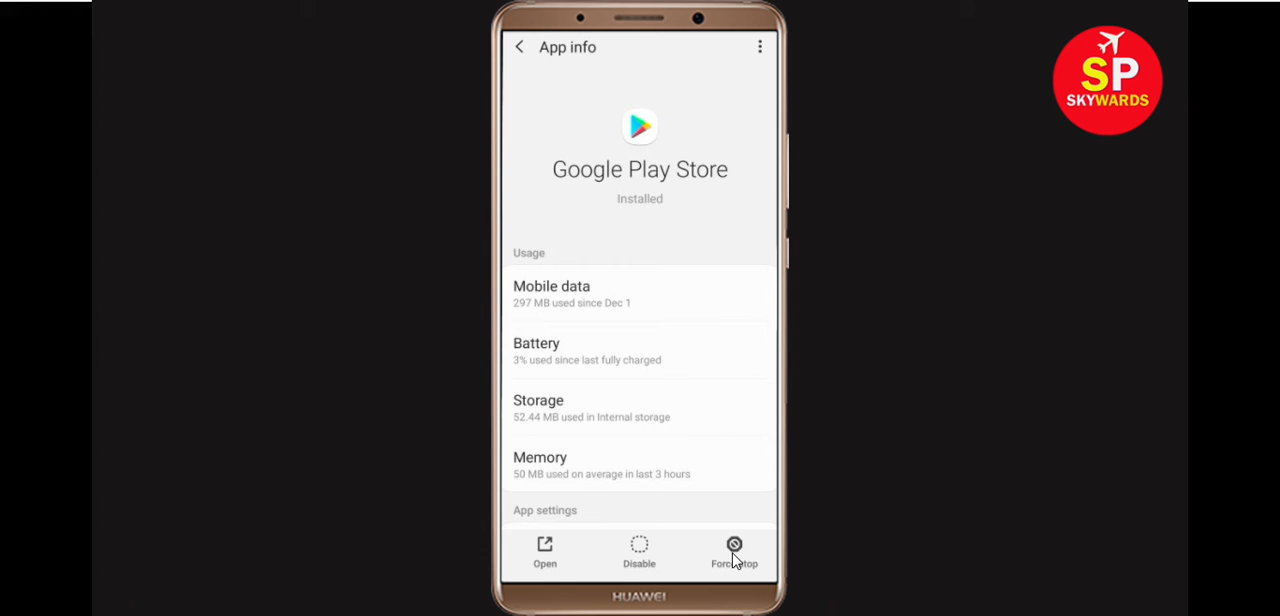 App info
SP
SKYWARDS
Google Play Store
Installed
Usage
Mobile data
297 MB used since Dec 1
Battery
3% used since last fully charged
Storage
52.44 MB used in Internal storage
Memory
50 MB used on average in last 3 hours
App settings
Open
Disable
Force stop
HUAWEI